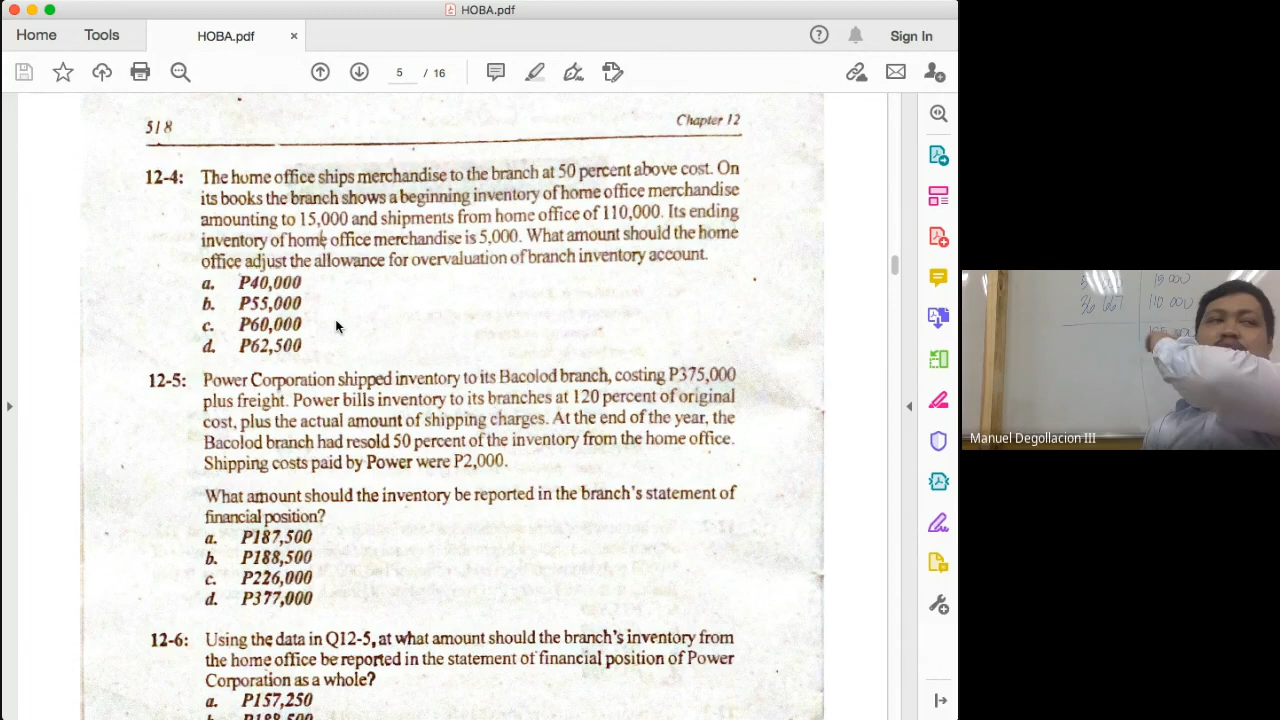 HOBA.pdf
Home
Tools
HOBA.pdf
×
Sign In
5 / 16
518
Chapter 12
12-4: The home office ships merchandise to the branch at 50 percent above cost. On
its books the branch shows a beginning inventory of home office merchandise
amounting to 15,000 and shipments from home office of 110,000. Its ending
inventory of home office merchandise is 5,000. What amount should the home
office adjust the allowance for overvaluation of branch inventory account.
a. P40,000
b. P55,000
c. P60,000
d. P62,500
12-5: Power Corporation shipped inventory to its Bacolod branch, costing P375,000
plus freight. Power bills inventory to its branches at 120 percent of original
cost, plus the actual amount of shipping charges. At the end of the year, the
Bacolod branch had resold 50 percent of the inventory from the home office.
Shipping costs paid by Power were P2,000.
What amount should the inventory be reported in the branch's statement of
financial position?
a. P187,500
b. P188,500
c. P226,000
d. P377,000
12-6: Using the data in Q12-5, at what amount should the branch's inventory from
the home office be reported in the statement of financial position of Power
Corporation as a whole?
a. P157,250
b. P188,500
15 000
36 667 110 000
Manuel Degollacion III